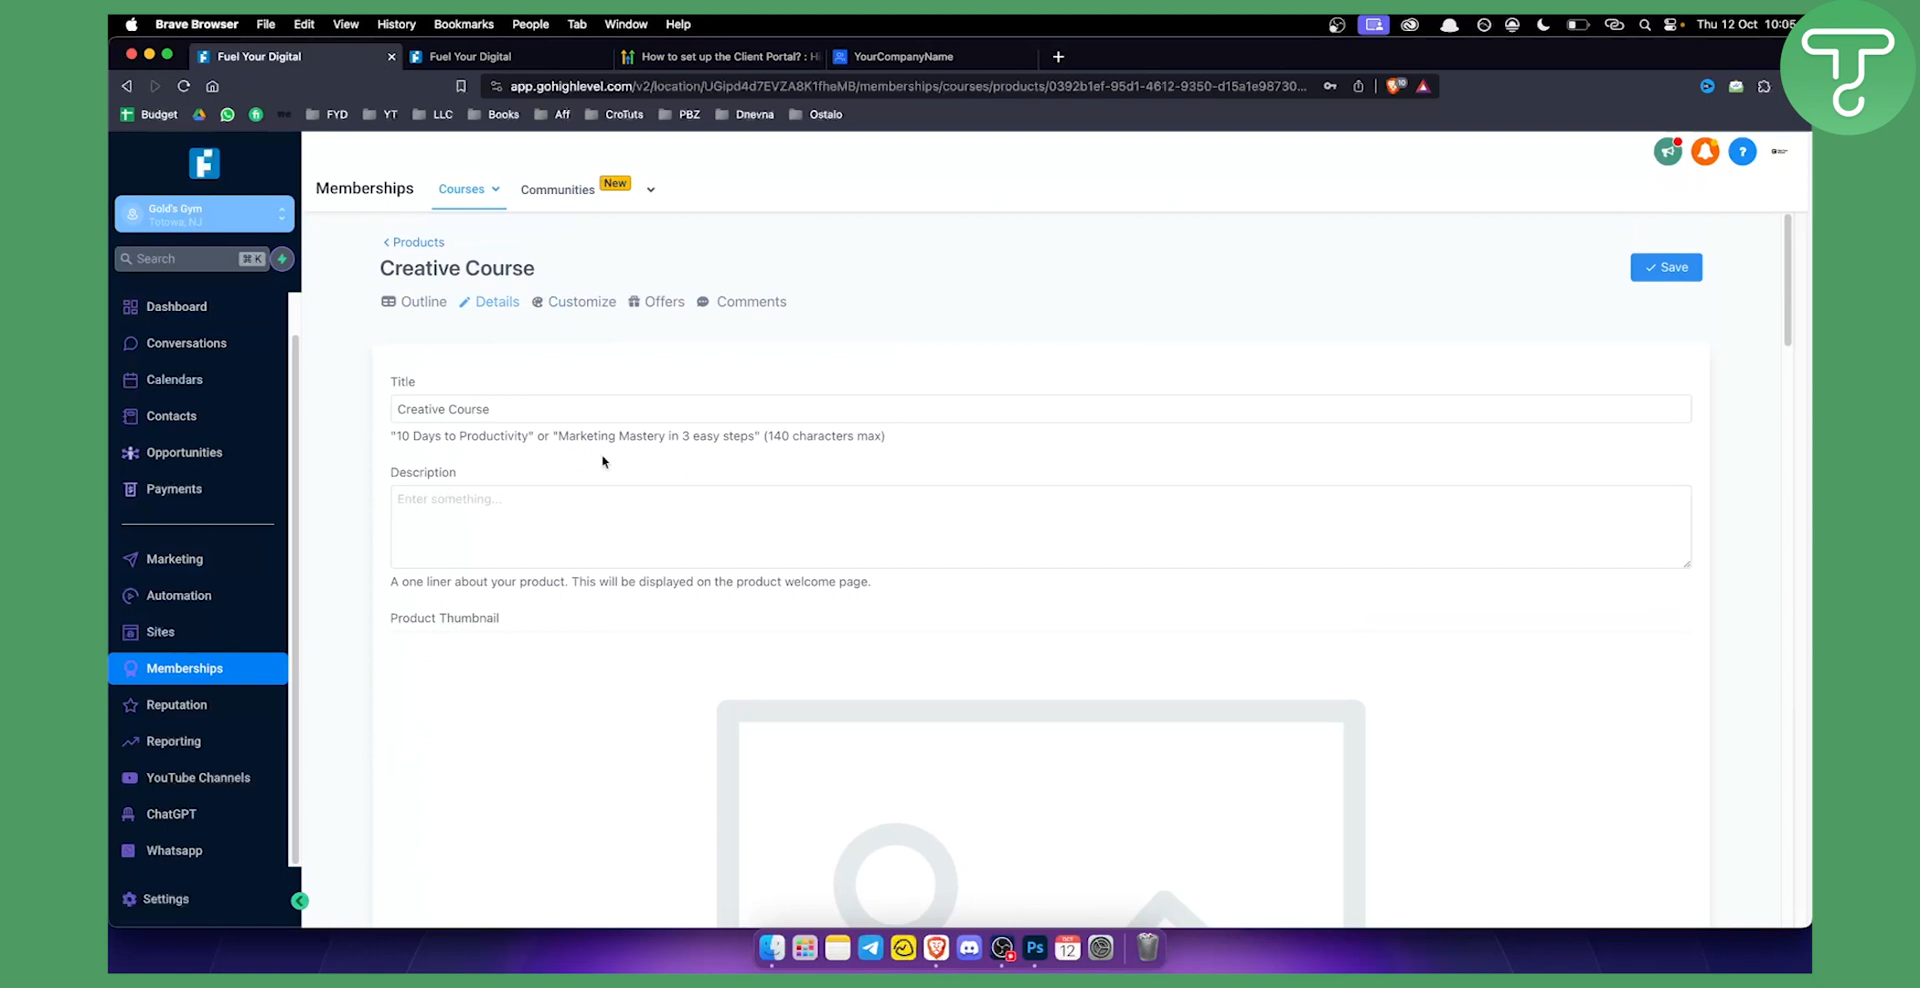 Brave Browser File Edit View History Bookmarks People Tab Window Help
Thu 12 Oct 10:05
Fuel Your Digital
Fuel Your Digital
How to set up the Client Portal? : Hi
YourCompanyName
app.gohighlevel.com/v2/location/UGipd4d7EVZA8K1fheMB/memberships/courses/products/0392b1ef-95d1-4612-9350-d15a1e98730...
Budget FYD YT LLC Books Aff CroTuts PBZ Dnevna Ostalo
Gold's Gym
Totowa, NJ
Search ⌘ K
Dashboard
Conversations
Calendars
Contacts
Opportunities
Payments
Marketing
Automation
Sites
Memberships
Reputation
Reporting
YouTube Channels
ChatGPT
Whatsapp
Settings
Memberships Courses Communities New
Products
Creative Course
Save
Outline Details Customize Offers Comments
Title
Creative Course
"10 Days to Productivity" or "Marketing Mastery in 3 easy steps" (140 characters max)
Description
Enter something...
A one liner about your product. This will be displayed on the product welcome page.
Product Thumbnail
Ps
OCT
12